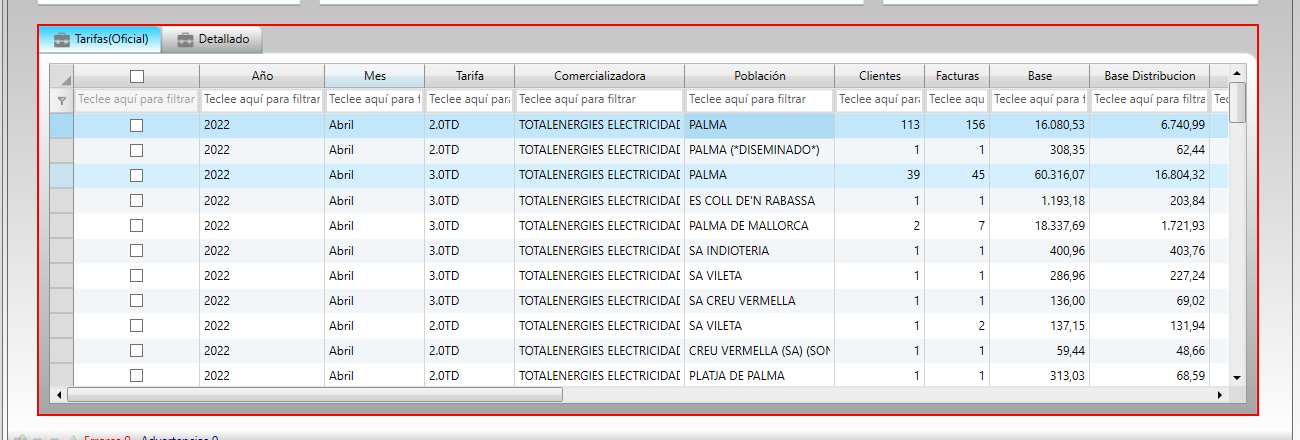 Tarifas(Oficial) Detallado
Año Mes Tarifa Comercializadora Población Clientes Facturas Base Base Distribucion
Teclee aquí para filtrar Teclee aquí para filtrar Teclee aquí para f Teclee aquí par Teclee aquí para filtrar Teclee aquí para filtrar Teclee aquí par Teclee aqu Teclee aquí para f Teclee aquí para filtra Tec
2022 Abril 2.0TD TOTALENERGIES ELECTRICIDAD PALMA 113 156 16.080,53 6.740,99
2022 Abril 2.0TD TOTALENERGIES ELECTRICIDAD PALMA (*DISEMINADO*) 1 1 308,35 62,44
2022 Abril 3.0TD TOTALENERGIES ELECTRICIDAD PALMA 39 45 60.316,07 16.804,32
2022 Abril 3.0TD TOTALENERGIES ELECTRICIDAD ES COLL DE'N RABASSA 1 1 1.193,18 203,84
2022 Abril 3.0TD TOTALENERGIES ELECTRICIDAD PALMA DE MALLORCA 2 7 18.337,69 1.721,93
2022 Abril 3.0TD TOTALENERGIES ELECTRICIDAD SA INDIOTERIA 1 1 400,96 403,76
2022 Abril 3.0TD TOTALENERGIES ELECTRICIDAD SA VILETA 1 1 286,96 227,24
2022 Abril 3.0TD TOTALENERGIES ELECTRICIDAD SA CREU VERMELLA 1 1 136,00 69,02
2022 Abril 2.0TD TOTALENERGIES ELECTRICIDAD SA VILETA 1 2 137,15 131,94
2022 Abril 2.0TD TOTALENERGIES ELECTRICIDAD CREU VERMELLA (SA) (SON 1 1 59,44 48,66
2022 Abril 2.0TD TOTALENERGIES ELECTRICIDAD PLATJA DE PALMA 1 1 313,03 68,59
Errores 0 - Advertencias 0